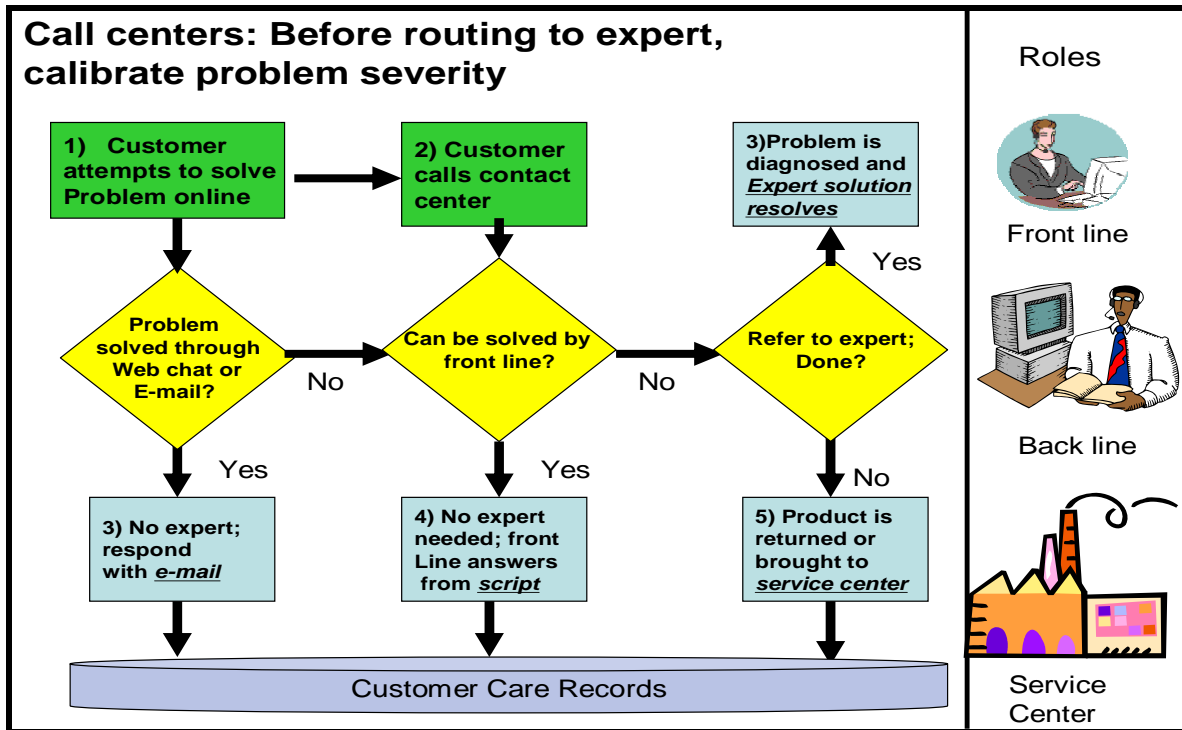 Call centers: Before routing to expert,
calibrate problem severity
1) Customer
attempts to solve
Problem online
2) Customer
calls contact
center
3)Problem is
diagnosed and
Expert solution
resolves
Yes
Problem
solved through
Web chat or
E-mail?
No
Can be solved by
front line?
No
Refer to expert;
Done?
Yes
Yes
No
3) No expert;
respond
with e-mail
4) No expert
needed; front
Line answers
from script
5) Product is
returned or
brought to
service center
Customer Care Records
Roles
Front line
Back line
Service
Center